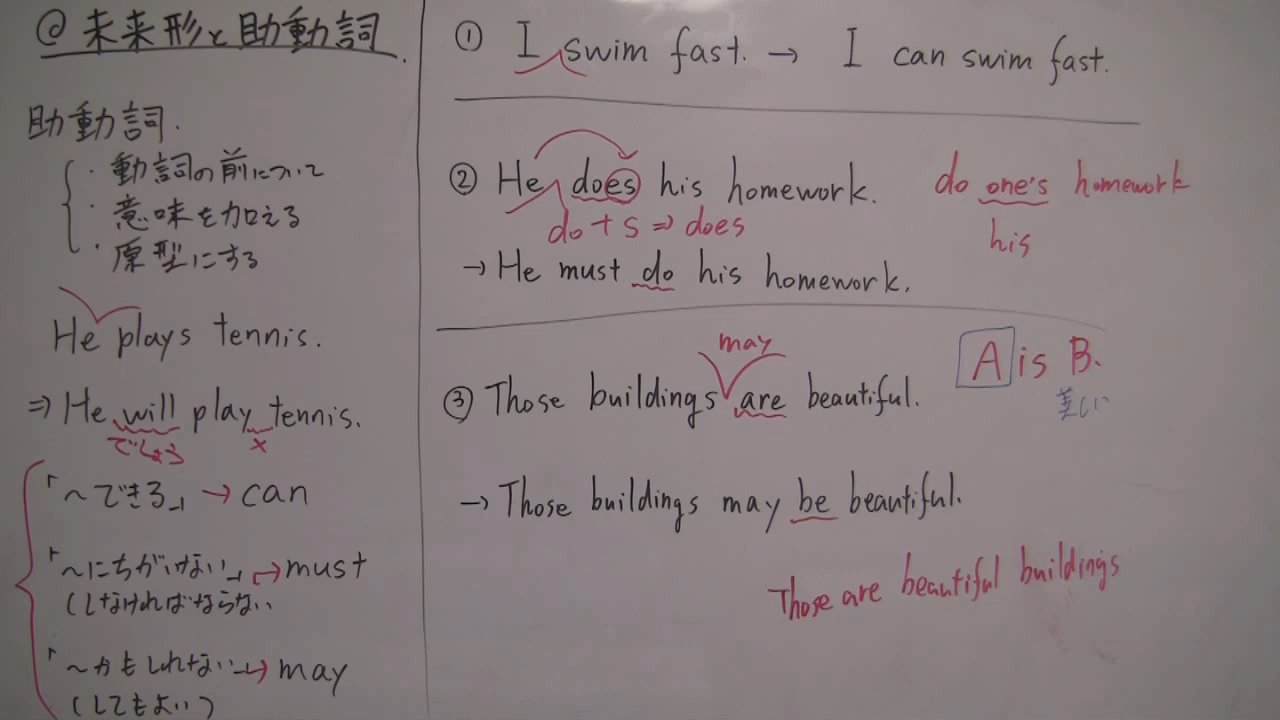 @ 未来形と助動詞.
助動詞.
・動詞の前について
・意味を加える
・原型にする
He plays tennis.
⇒ He will play tennis.
でしょう ×
「～できる」→ can
「～にちがいない」→ must
(しなければならない
「～かもしれない → may
(してもよい)
① I swim fast. → I can swim fast.
② He does his homework.
do + s ⇒ does
→ He must do his homework.
do one's homework
his
may
③ Those buildings are beautiful.
A is B.
美しい
→ Those buildings may be beautiful.
Those are beautiful buildings